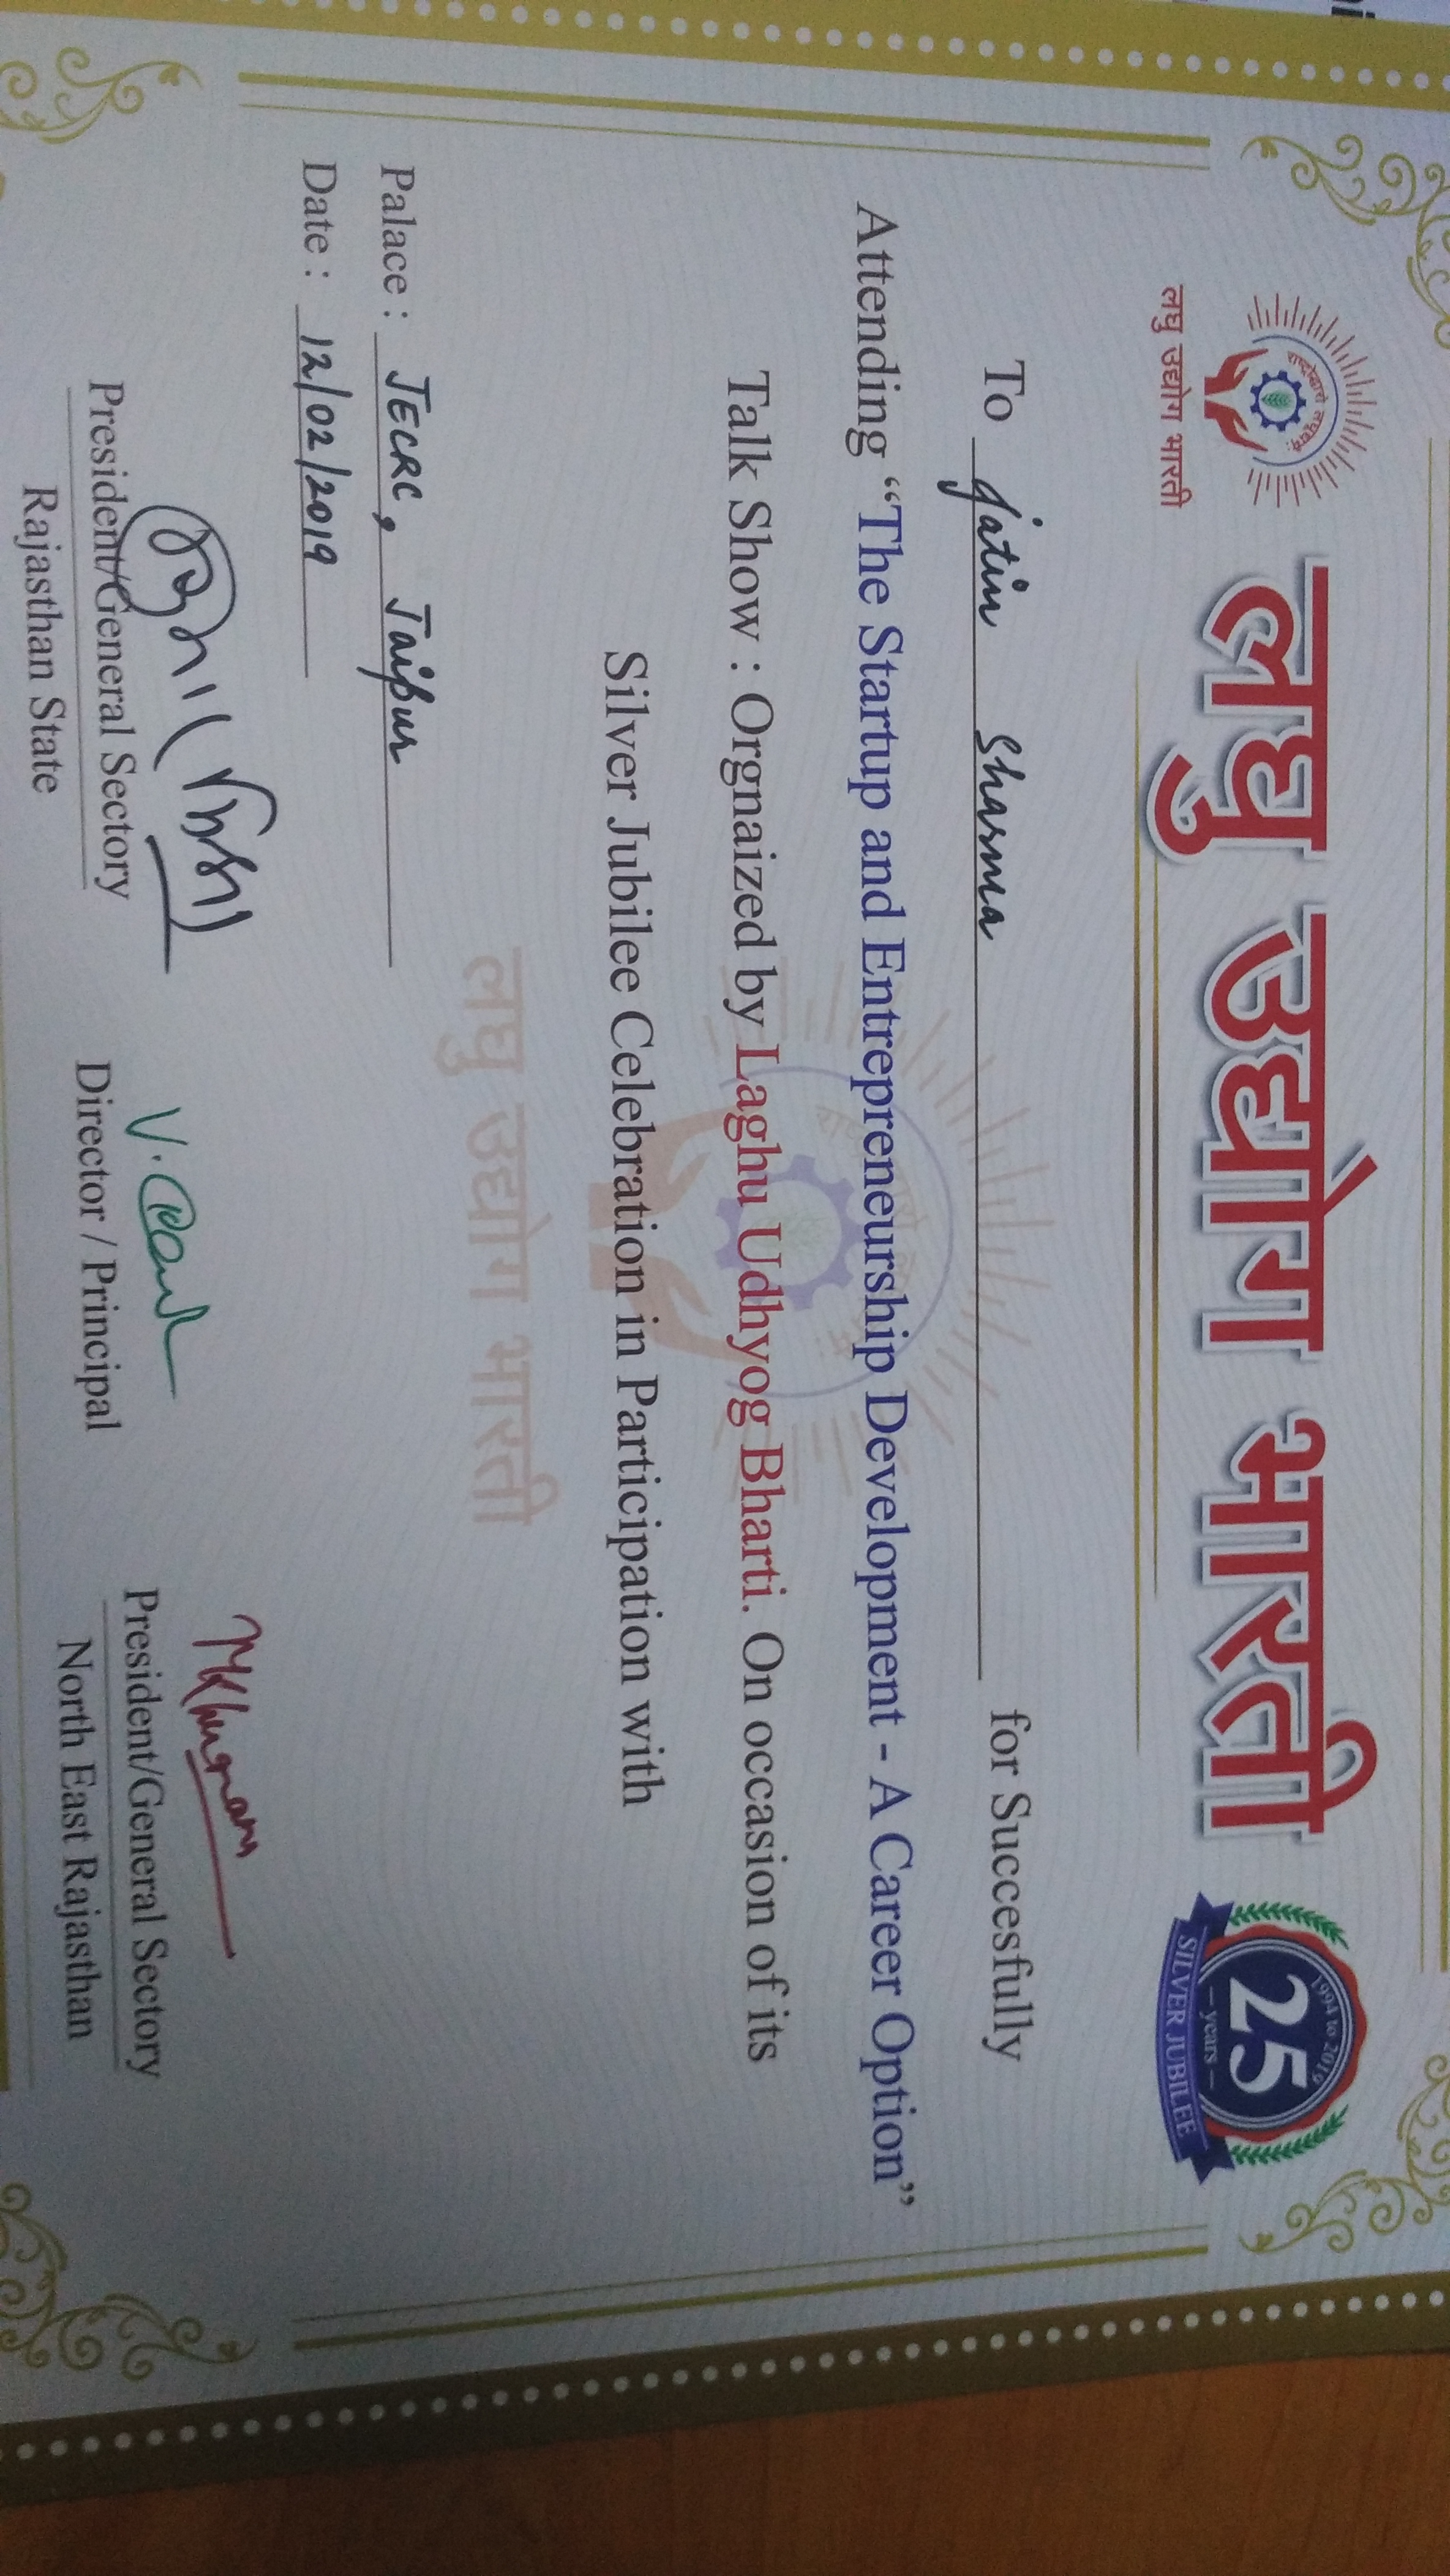 राष्ट्रोद्धाराय लघुउद्यमः
लघु उद्योग भारती
लघु उद्योग भारती
1994 to 2019
25
years
SILVER JUBILEE
To Jatin Sharma for Succesfully
Attending “The Startup and Entrepreneurship Development - A Career Option”
Talk Show : Orgnaized by Laghu Udhyog Bharti. On occasion of its
Silver Jubilee Celebration in Participation with
लघु उद्योग भारती
Palace : JECRC, Jaipur
Date : 12/02/2019
President/General Sectory
Rajasthan State
Director / Principal
President/General Sectory
North East Rajasthan